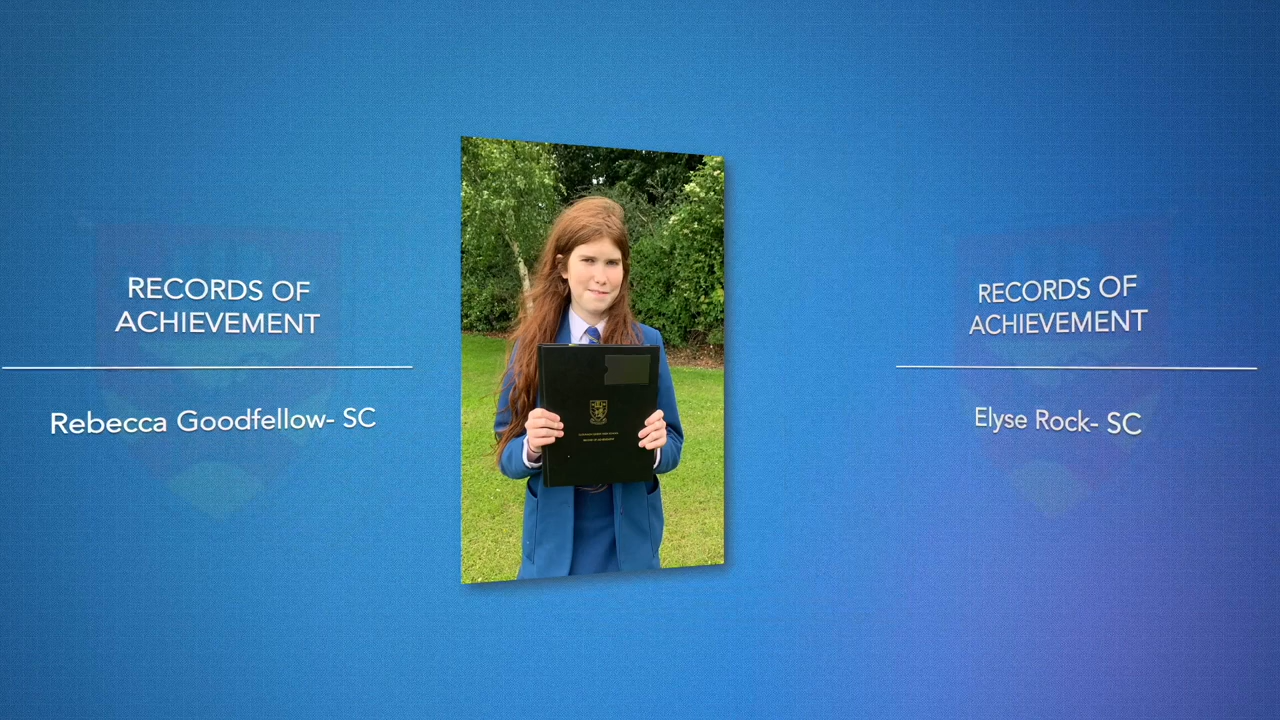 RECORDS OF
ACHIEVEMENT
Rebecca Goodfellow- SC
RECORDS OF
ACHIEVEMENT
Elyse Rock- SC